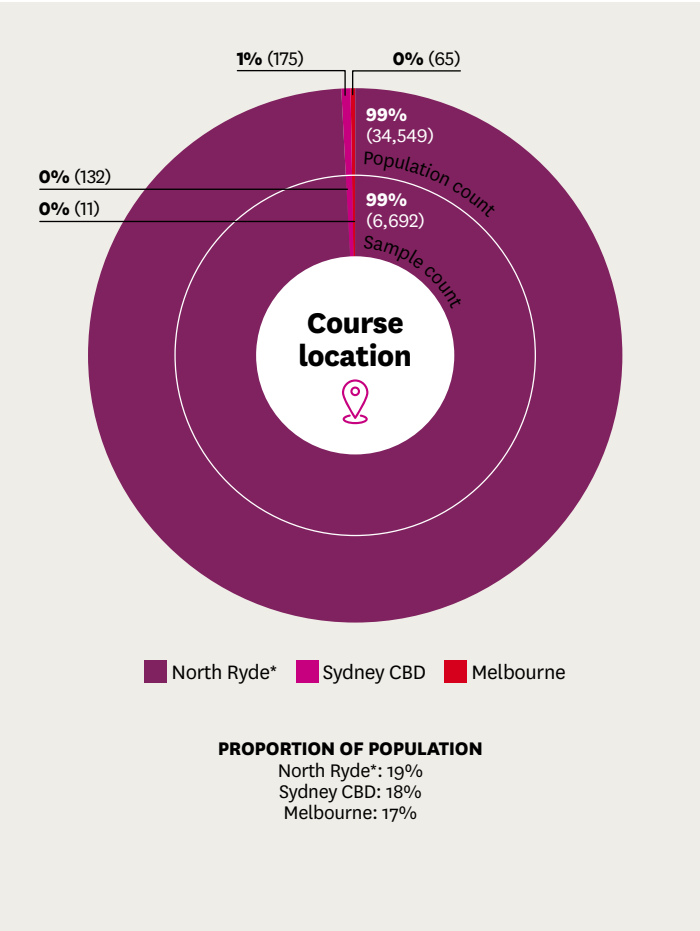 1% (175)
0% (65)
99%
(34,549)
Population count
0% (132)
0% (11)
99%
(6,692)
Sample count
Course
location
North Ryde*
Sydney CBD
Melbourne
PROPORTION OF POPULATION
North Ryde*: 19%
Sydney CBD: 18%
Melbourne: 17%